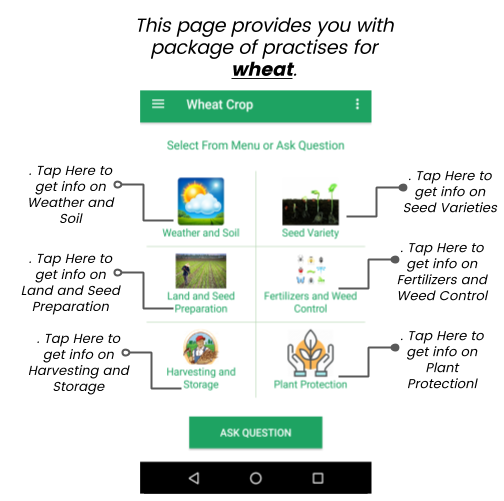 This page provides you with
package of practises for
wheat.
Wheat Crop
Select From Menu or Ask Question
. Tap Here to
get info on
Weather and
Soil
Weather and Soil
Seed Variety
. Tap Here to
get info on
Seed Varieties
. Tap Here to
get info on
Land and Seed
Preparation
Land and Seed
Preparation
Fertilizers and Weed
Control
. Tap Here to
get info on
Fertilizers and
Weed Control
. Tap Here to
get info on
Harvesting and
Storage
Harvesting and
Storage
Plant Protection
. Tap Here to
get info on
Plant
Protectionl
ASK QUESTION